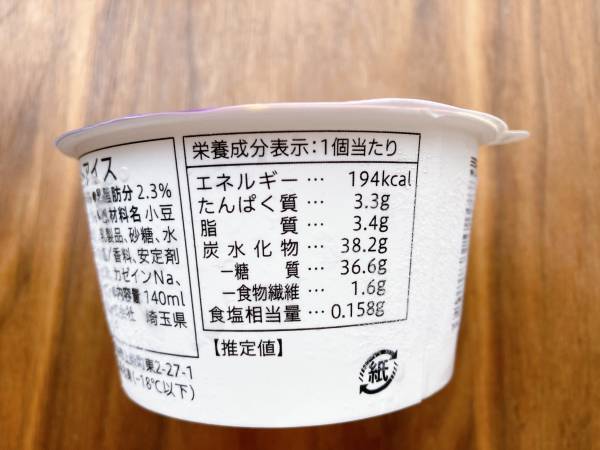 アイス
脂肪分 2.3%
材料名 小豆
乳製品、砂糖、水
/香料、安定剤
カゼインNa、
内容量 140ml
埼玉県
東2-27-1
(-18℃以下)
栄養成分表示:1個当たり
エネルギー… 194kcal
たんぱく質… 3.3g
脂 質… 3.4g
炭水化物… 38.2g
-糖 質… 36.6g
-食物繊維… 1.6g
食塩相当量… 0.158g
【推定値】
紙